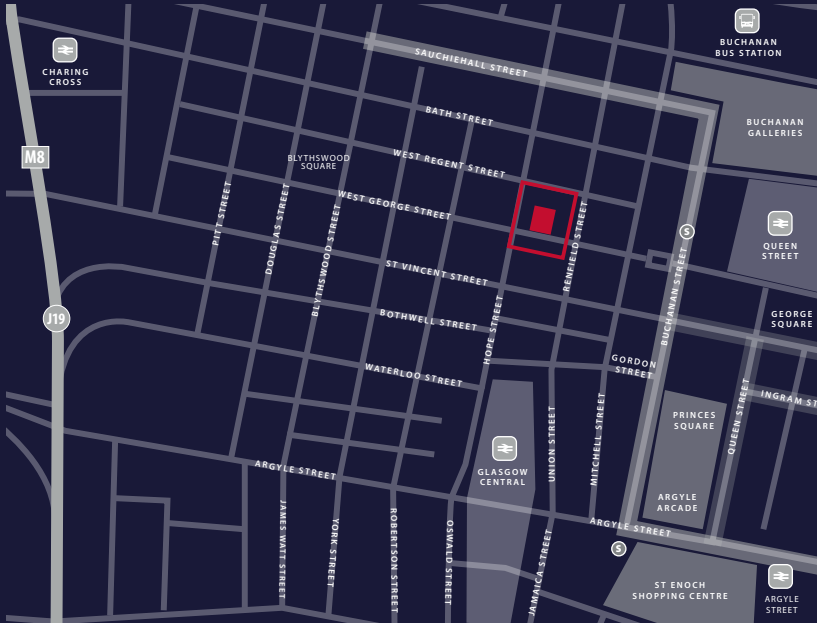 BUCHANAN
BUS STATION
CHARING
CROSS
SAUCHIEHALL STREET
BATH STREET
BUCHANAN
GALLERIES
M8
BLYTHSWOOD
SQUARE
WEST REGENT STREET
WEST GEORGE STREET
PITT STREET
DOUGLAS STREET
BLYTHSWOOD STREET
RENFIELD STREET
S
QUEEN
STREET
ST VINCENT STREET
BUCHANAN STREET
J19
BOTHWELL STREET
HOPE STREET
GEORGE
SQUARE
GORDON
STREET
WATERLOO STREET
INGRAM ST
UNION STREET
MITCHELL STREET
QUEEN STREET
PRINCES
SQUARE
GLASGOW
CENTRAL
ARGYLE STREET
ARGYLE
ARCADE
ARGYLE STREET
JAMES WATT STREET
YORK STREET
ROBERTSON STREET
OSWALD STREET
JAMAICA STREET
S
ST ENOCH
SHOPPING CENTRE
ARGYLE
STREET